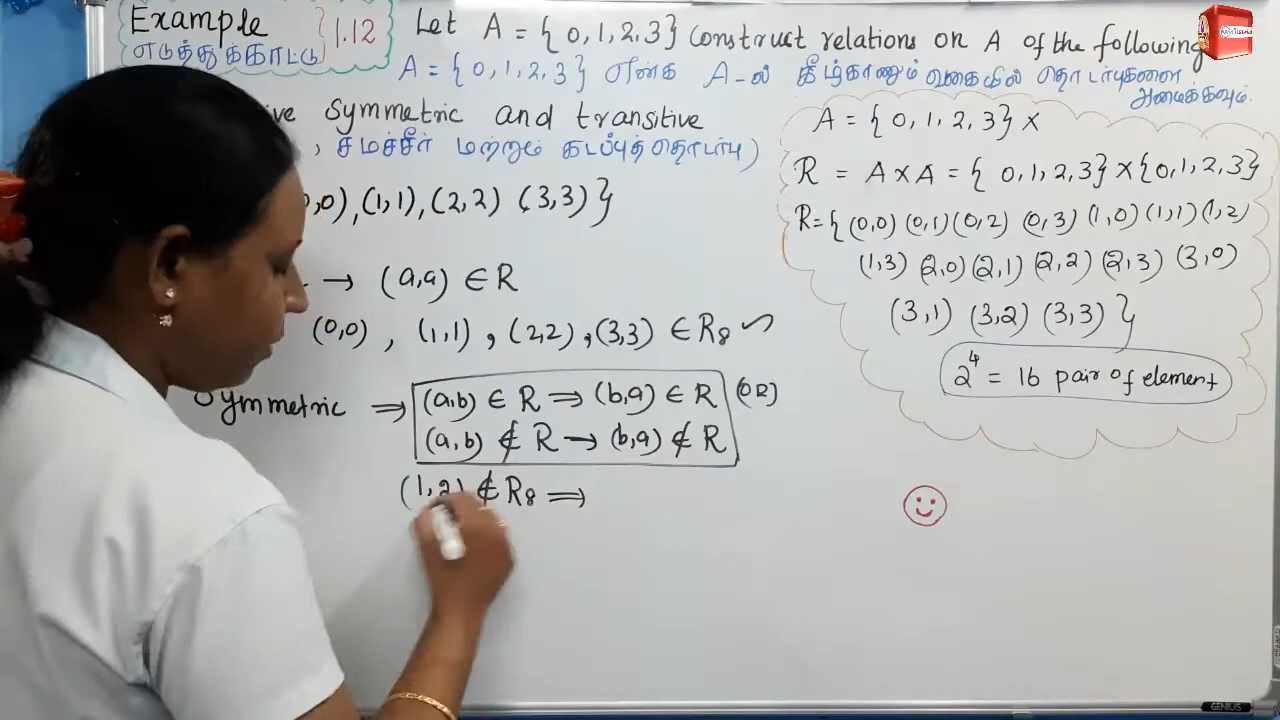 Example
எடுத்துக்காட்டு
1.12
Let A = { 0, 1, 2, 3} construct relations on A of the following
A = { 0, 1, 2, 3} என்க A-ல் கீழ்காணும் வகையில் தொடர்புகளை
அமைக்கவும்.
ive symmetric and transitive
, சமச்சீர் மற்றும் கடப்புத்தொடர்பு)
,0), (1,1), (2,2) (3,3) }
→ (a,a) ∈ R
(0,0) , (1,1) , (2,2) , (3,3) ∈ R₈
Symmetric ⇒ (a,b) ∈ R ⇒ (b,a) ∈ R (OR)
(a,b) ∉ R → (b,a) ∉ R
(1,2) ∉ R₈ ⇒
A = { 0, 1, 2, 3} ×
R = A × A = { 0, 1, 2, 3} × {0, 1, 2, 3}
R = { (0,0) (0,1) (0,2) (0,3) (1,0) (1,1) (1,2)
(1,3) (2,0) (2,1) (2,2) (2,3) (3,0)
(3,1) (3,2) (3,3) }
2⁴ = 16 pair of element
GENIUS